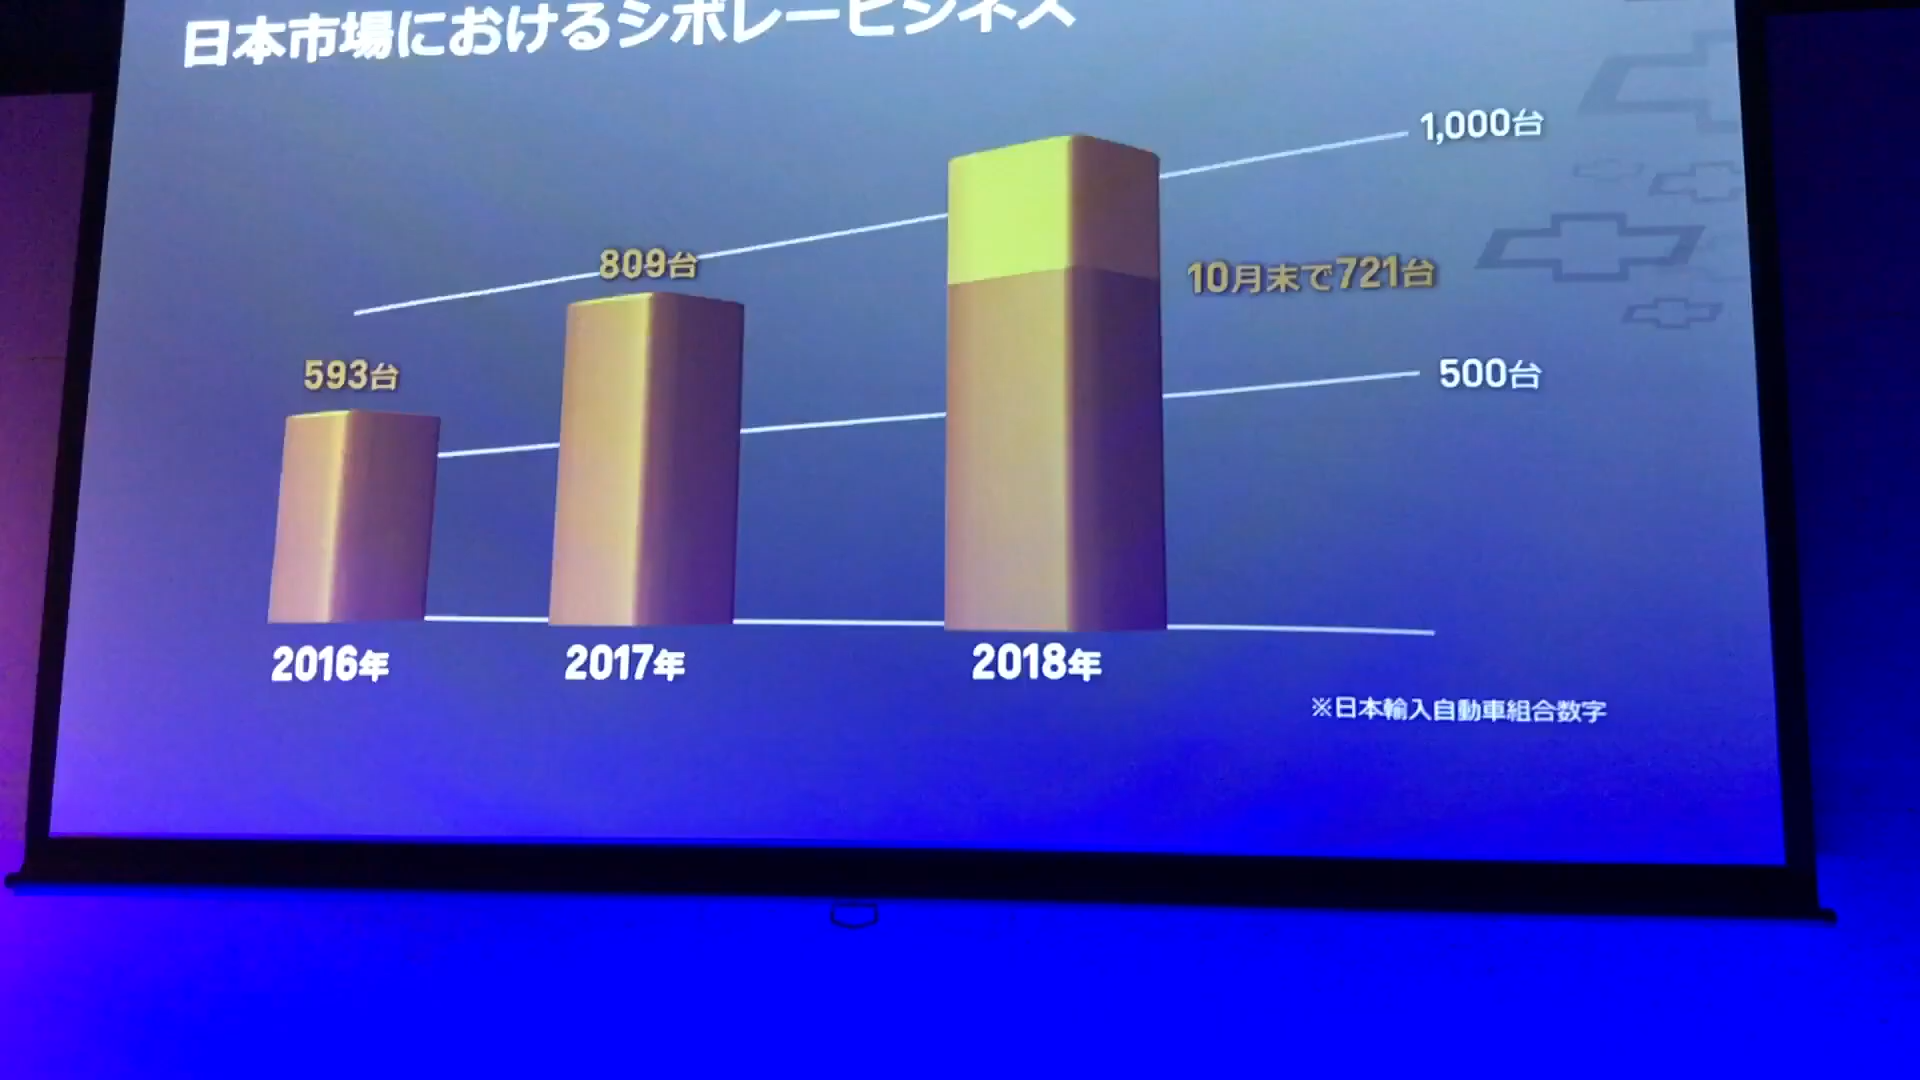 日本市場におけるシボレービジネス
1,000台
809台
10月末で721台
593台
500台
2016年
2017年
2018年
※日本輸入自動車組合数字